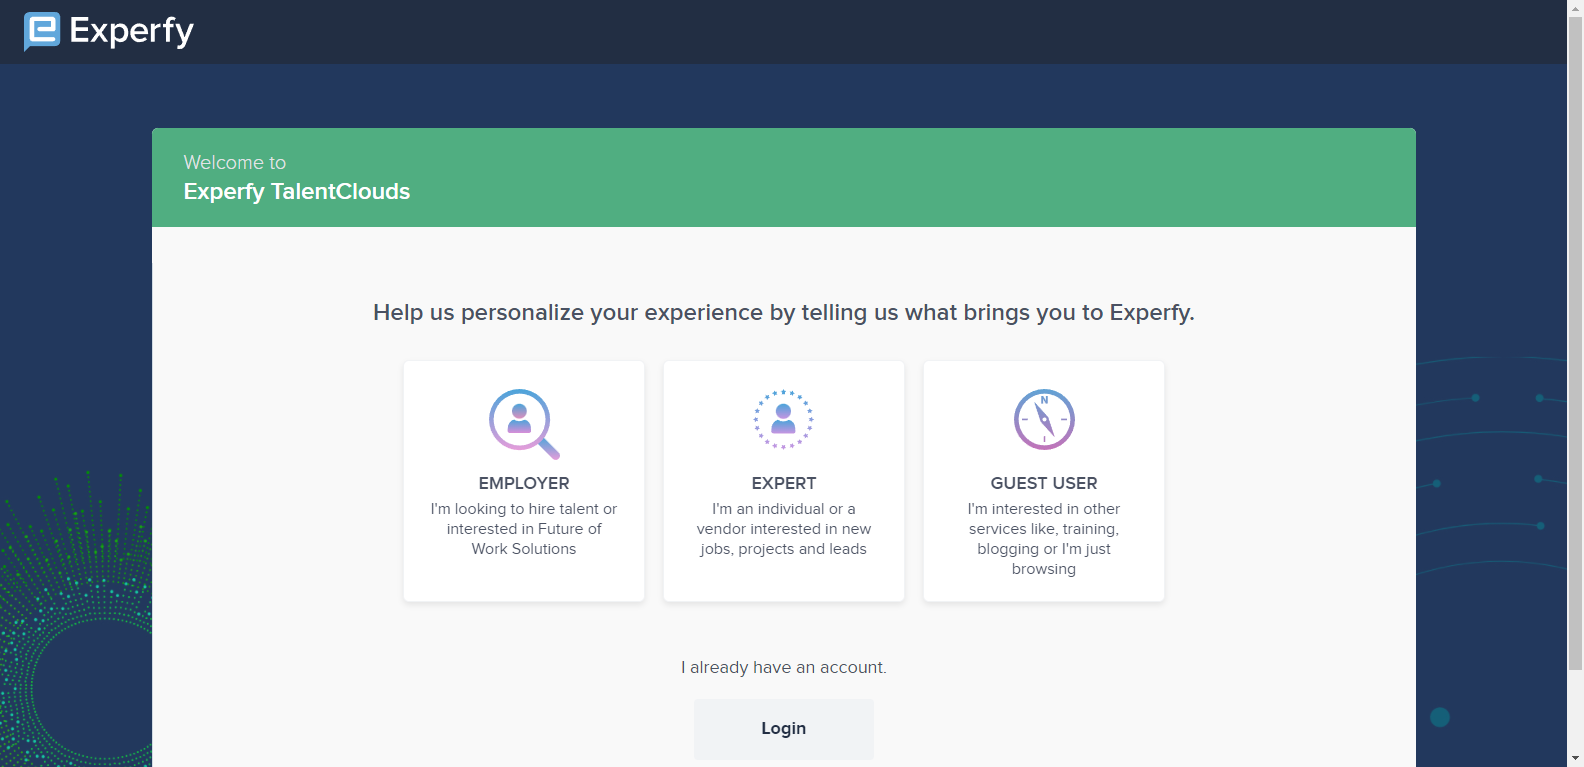 Experfy
Welcome to
Experfy TalentClouds
Help us personalize your experience by telling us what brings you to Experfy.
EMPLOYER
I'm looking to hire talent or
interested in Future of
Work Solutions
EXPERT
I'm an individual or a
vendor interested in new
jobs, projects and leads
N
GUEST USER
I'm interested in other
services like, training,
blogging or I'm just
browsing
I already have an account.
Login